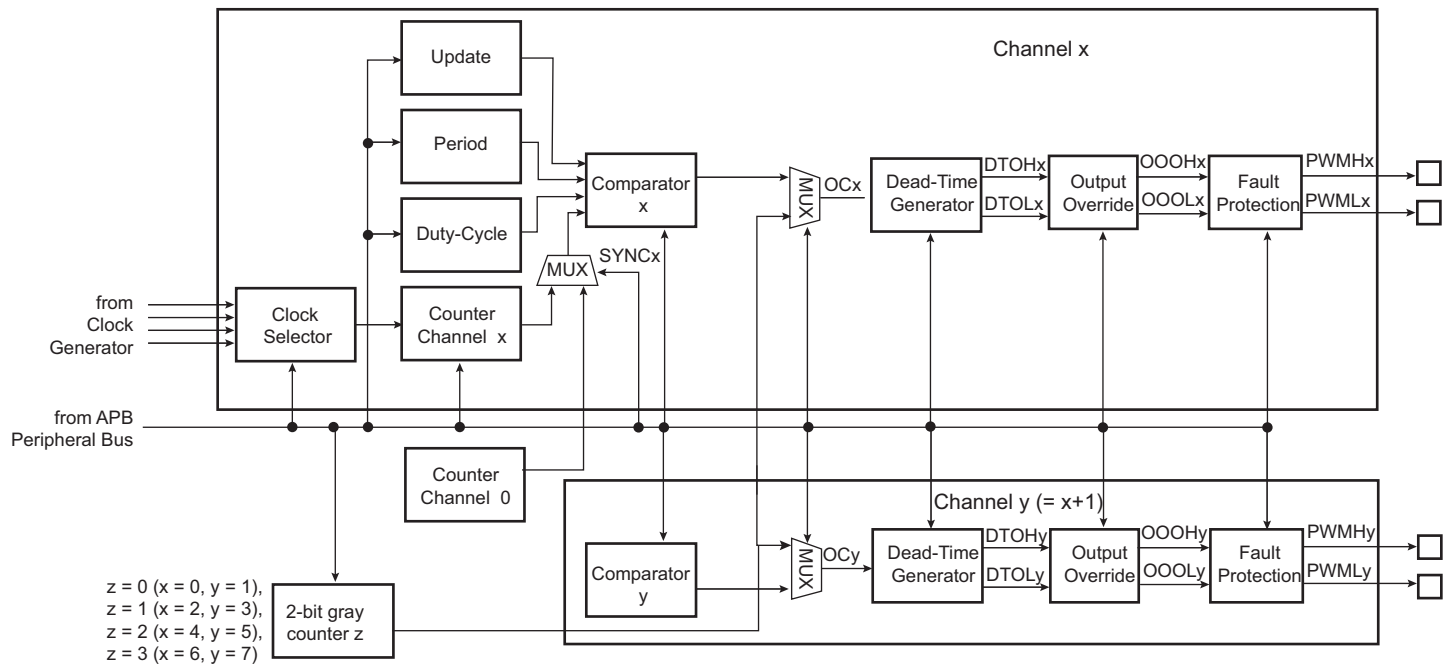 Channel x
Update
Period
Comparator
x
Duty-Cycle
MUX
SYNCx
MUX
OCx
Dead-Time
Generator
DTOHx
DTOLx
Output
Override
OOOHx
OOOLx
Fault
Protection
PWMHx
PWMLx
from
Clock
Generator
Clock
Selector
Counter
Channel x
from APB
Peripheral Bus
Counter
Channel 0
Channel y (= x+1)
Comparator
y
MUX
OCy
Dead-Time
Generator
DTOHy
DTOLy
Output
Override
OOOHy
OOOLy
Fault
Protection
PWMHy
PWMLy
z = 0 (x = 0, y = 1),
z = 1 (x = 2, y = 3),
z = 2 (x = 4, y = 5),
z = 3 (x = 6, y = 7)
2-bit gray
counter z